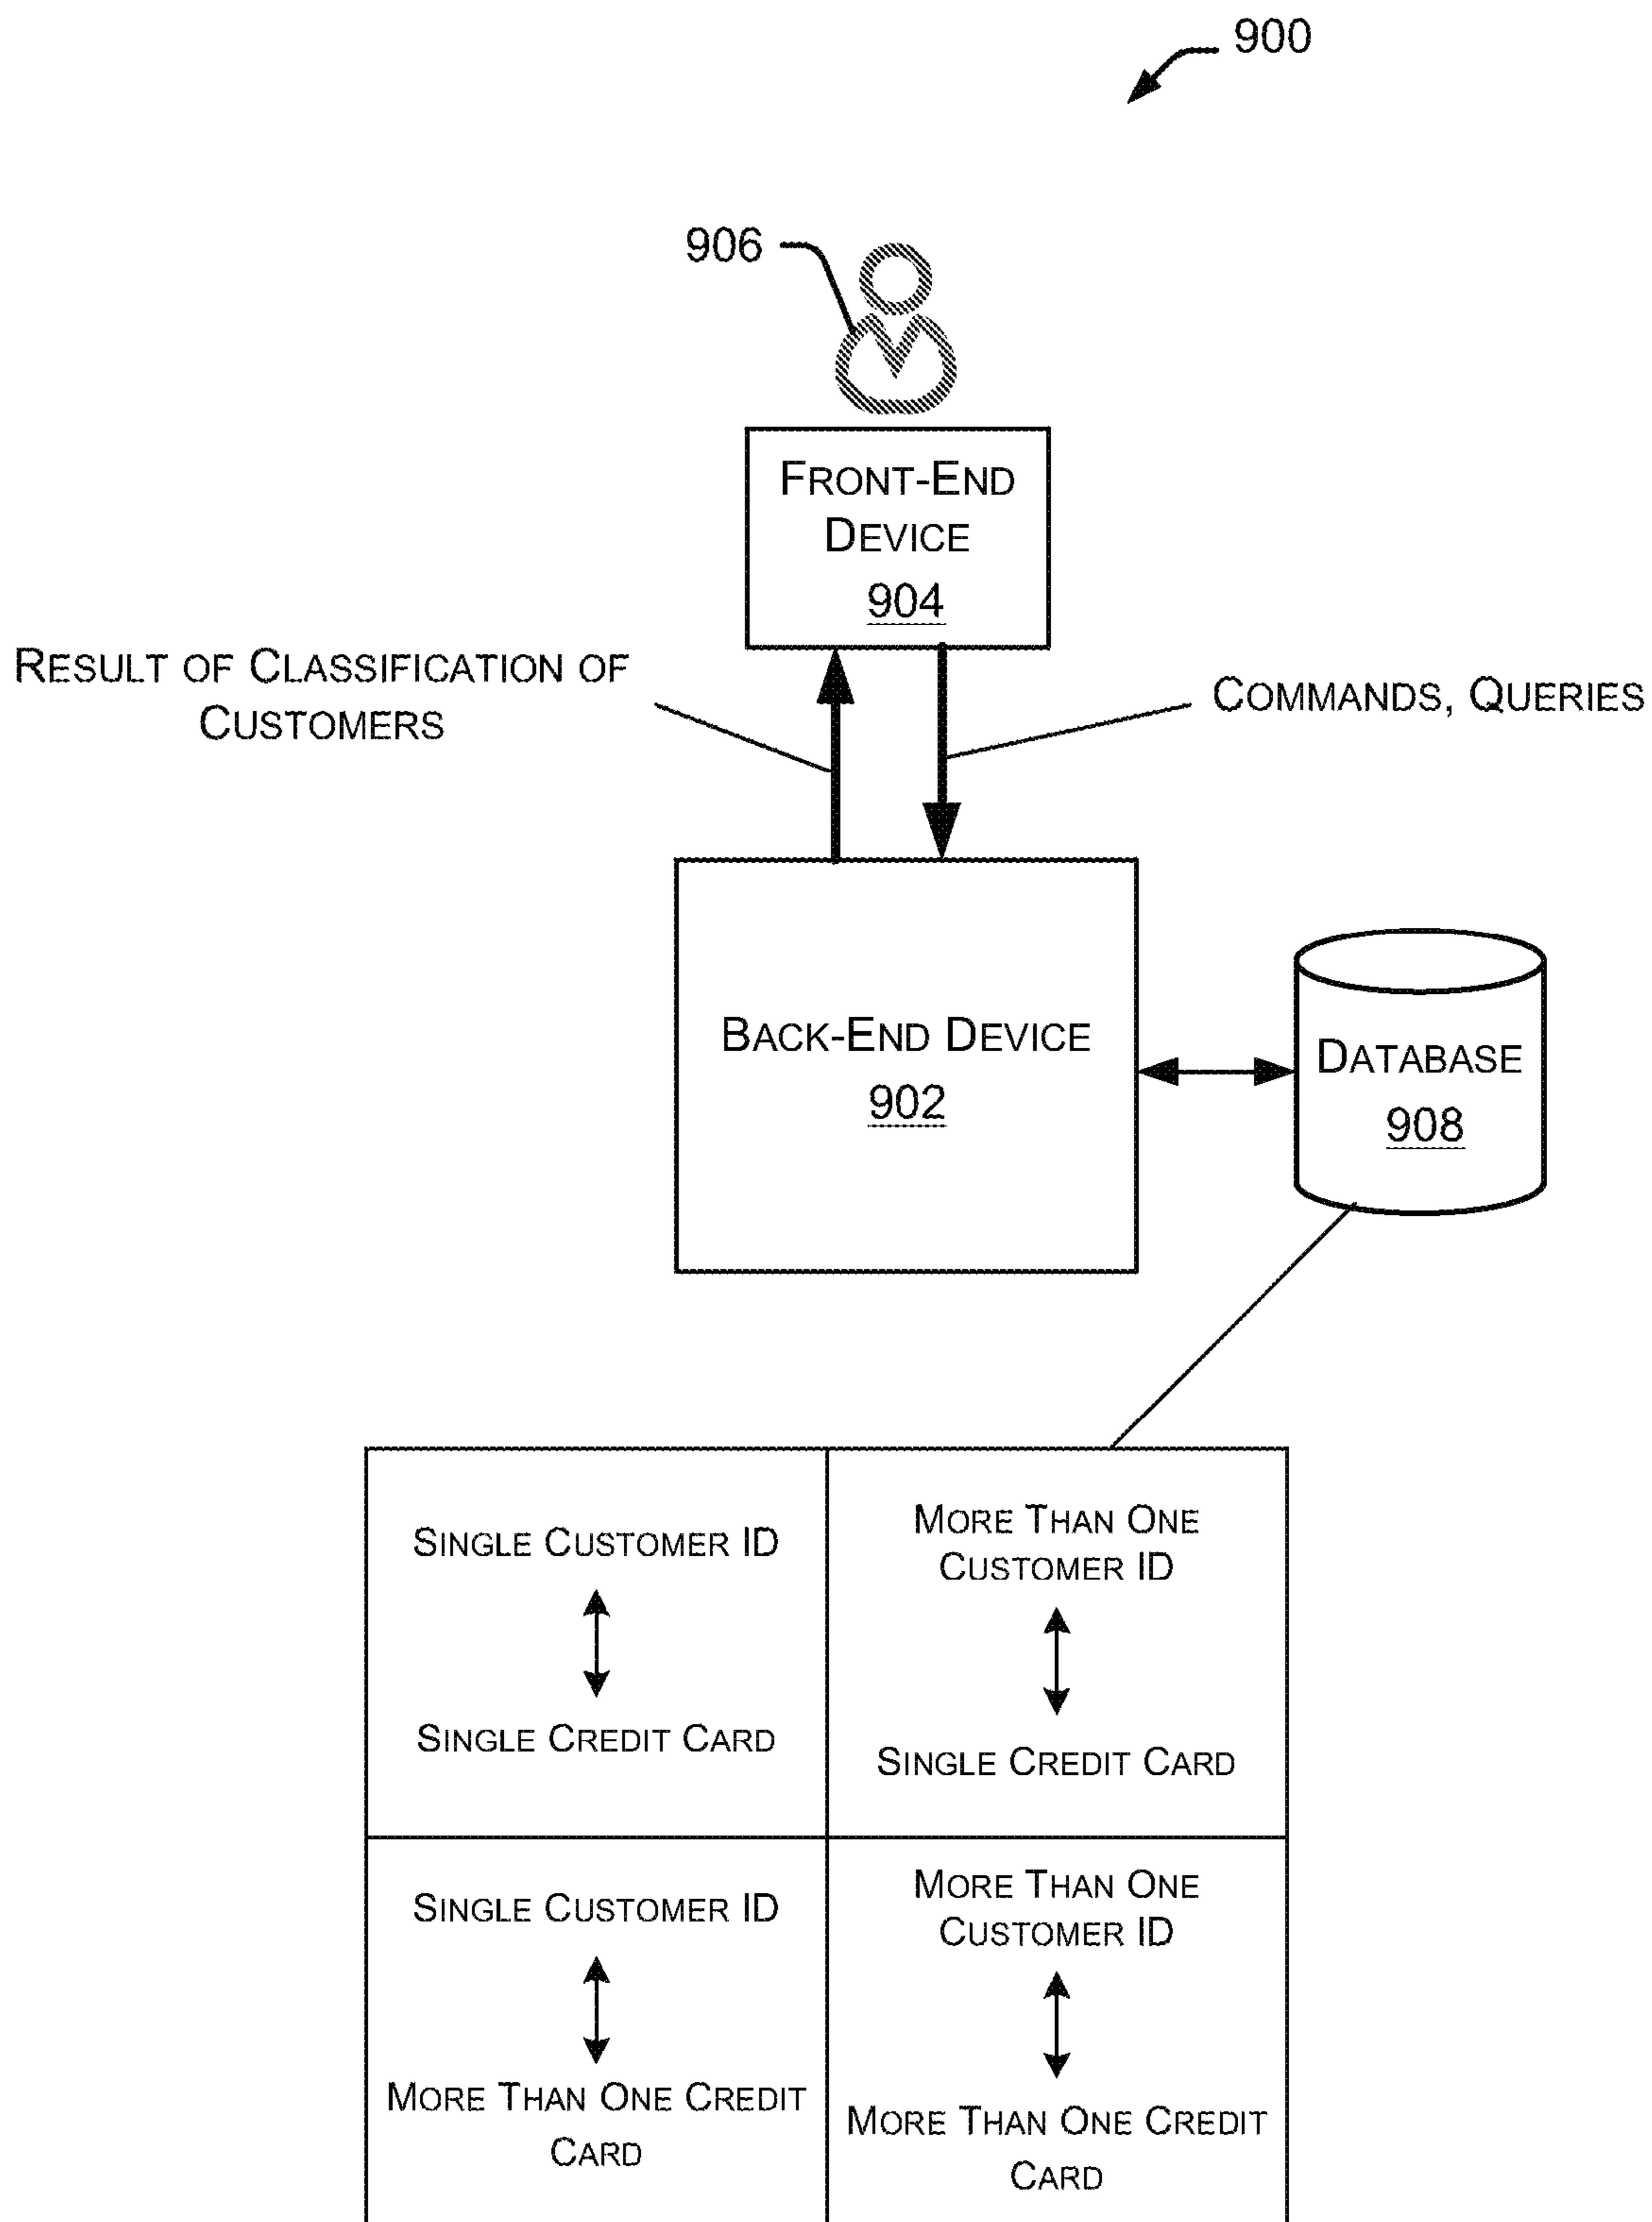 900
906
FRONT-END
DEVICE
904
RESULT OF CLASSIFICATION OF
CUSTOMERS
COMMANDS, QUERIES
BACK-END DEVICE
902
DATABASE
908
SINGLE CUSTOMER ID
SINGLE CREDIT CARD
MORE THAN ONE
CUSTOMER ID
SINGLE CREDIT CARD
SINGLE CUSTOMER ID
MORE THAN ONE CREDIT
CARD
MORE THAN ONE
CUSTOMER ID
MORE THAN ONE CREDIT
CARD